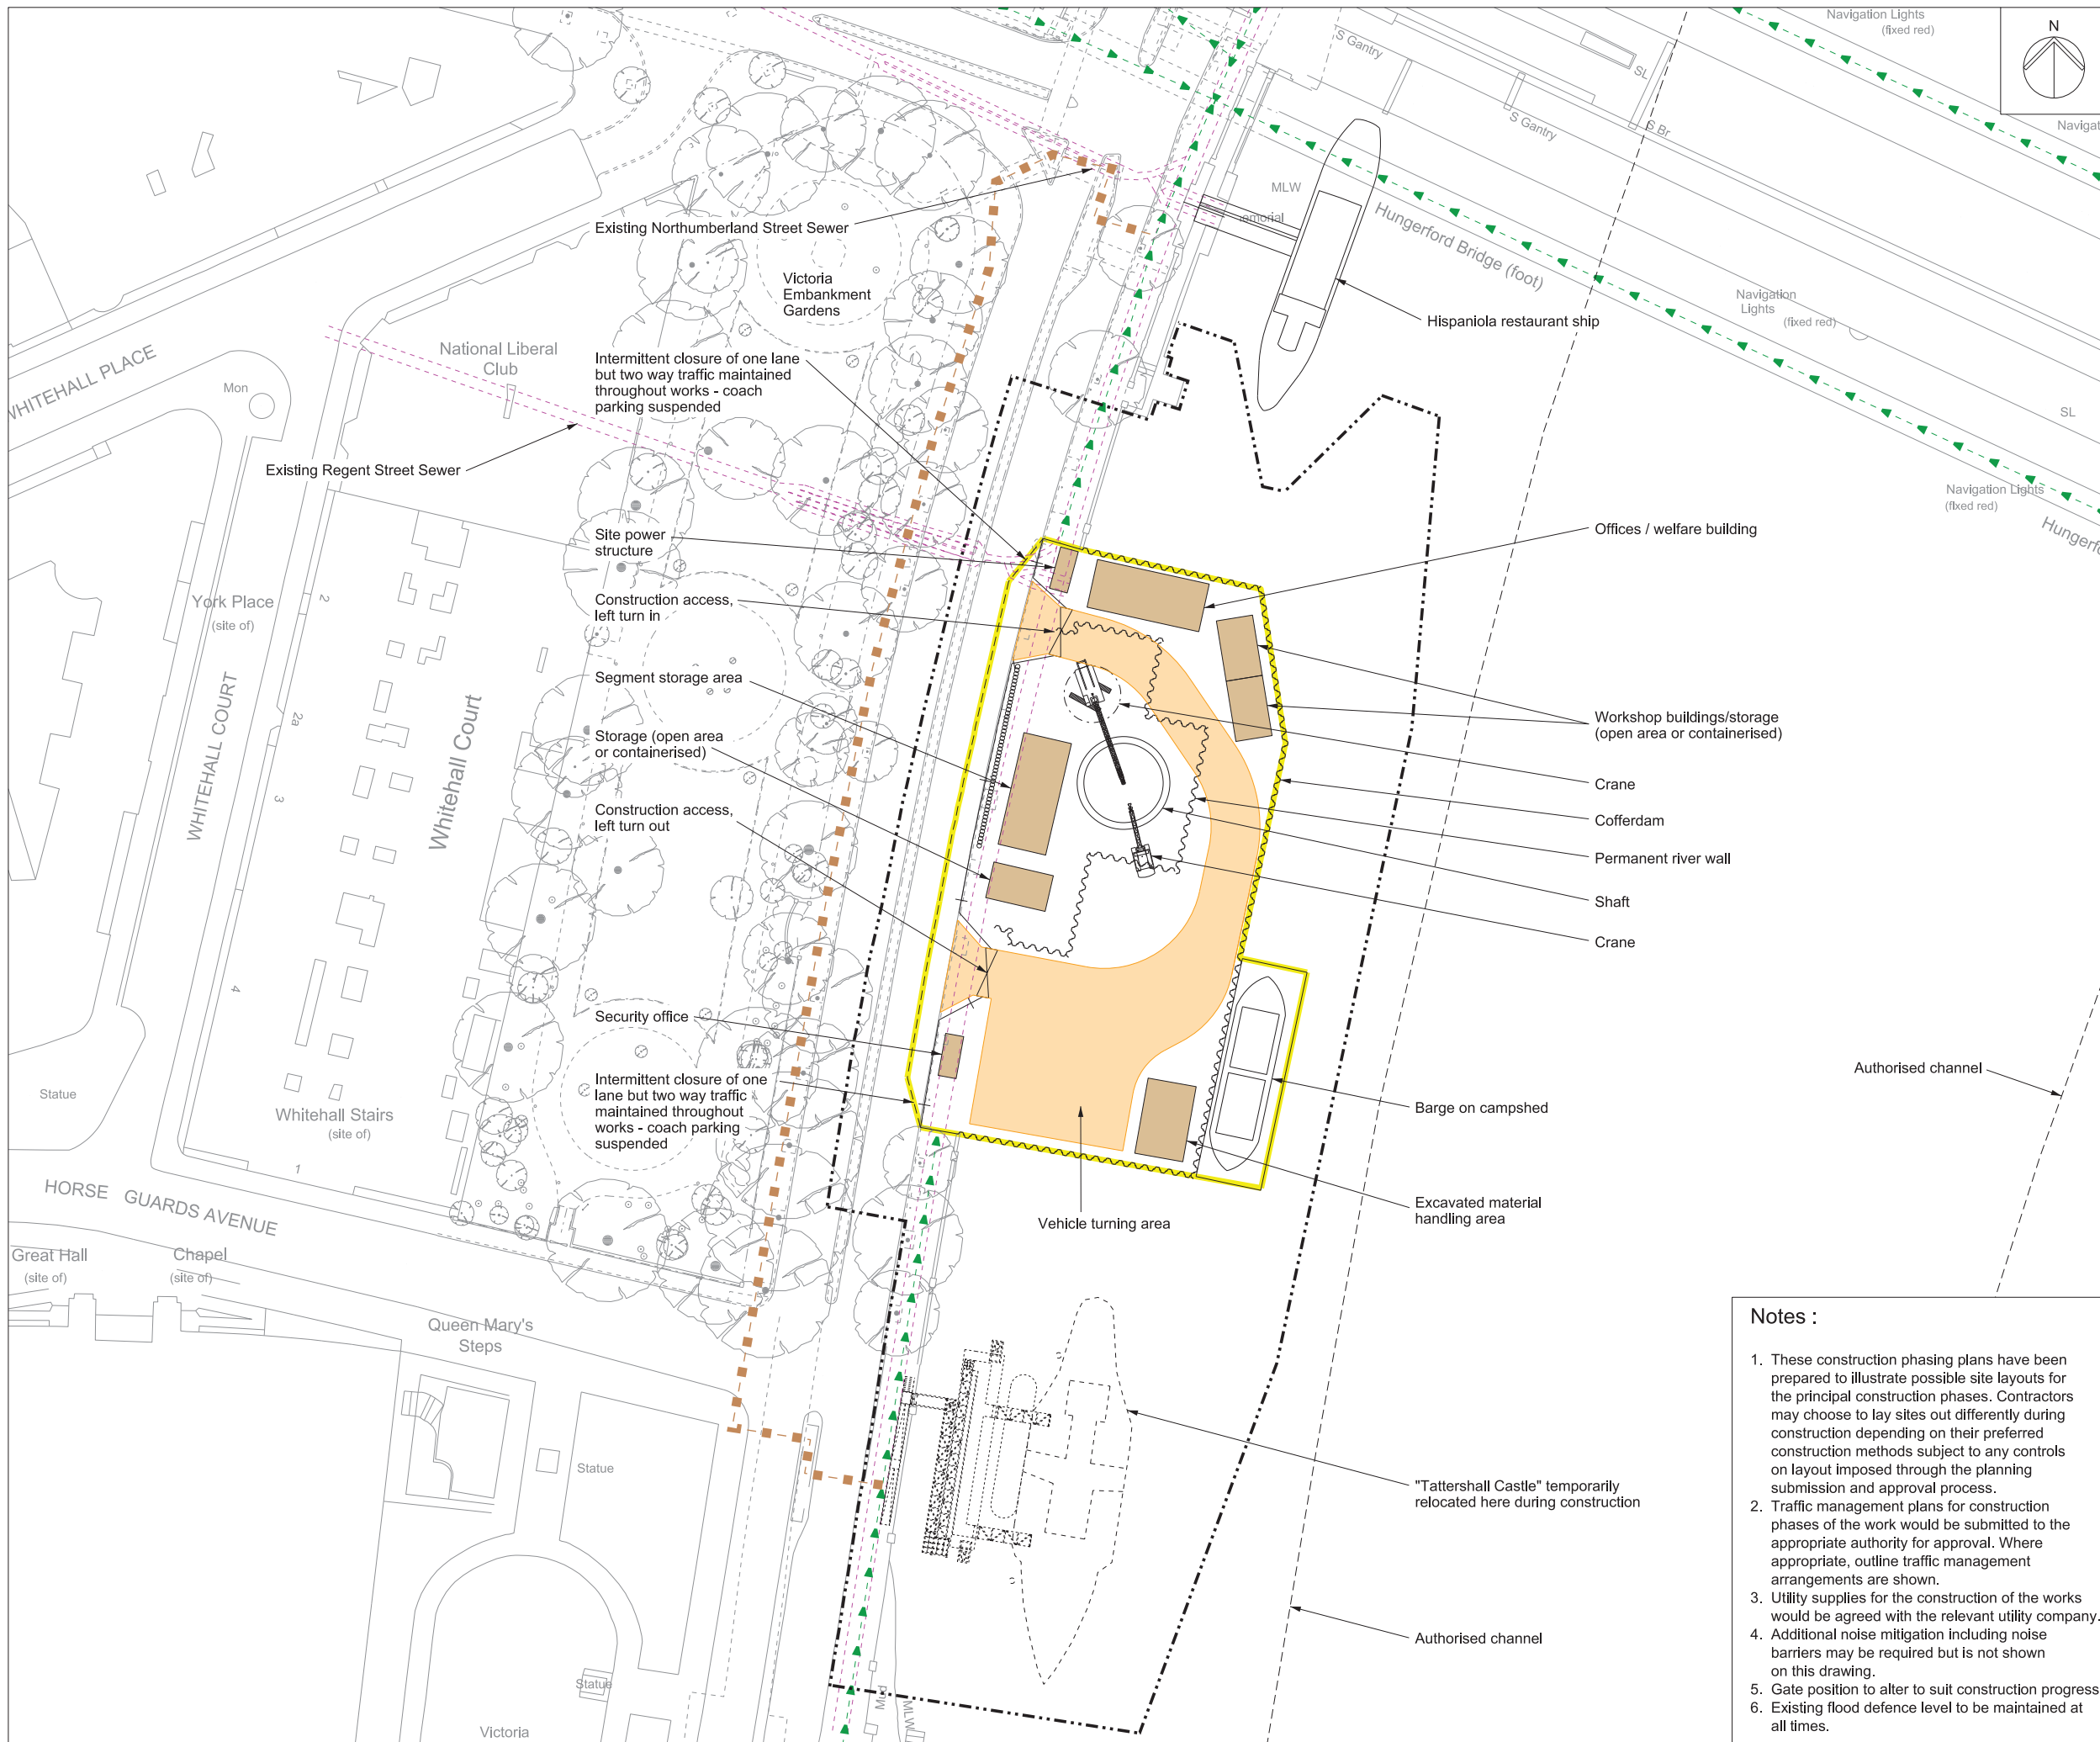 Navigation Lights
(fixed red)
N
S Gantry
SL
S Gantry
S Br
MLW
Hungerford Bridge (foot)
Existing Northumberland Street Sewer
Victoria
Embankment
Gardens
Hispaniola restaurant ship
Navigation
Lights
(fixed red)
WHITEHALL PLACE
National Liberal
Club
Mon
Intermittent closure of one lane
but two way traffic maintained
throughout works - coach
parking suspended
SL
Existing Regent Street Sewer
Navigation Lights
(fixed red)
Site power
structure
Offices / welfare building
York Place
(site of)
2
Construction access,
left turn in
Segment storage area
WHITEHALL COURT
2a
Whitehall Court
Workshop buildings/storage
(open area or containerised)
Storage (open area
or containerised)
3
Crane
Construction access,
left turn out
Cofferdam
Permanent river wall
Shaft
Crane
4
Security office
Authorised channel
Statue
Whitehall Stairs
(site of)
Intermittent closure of one
lane but two way traffic
maintained throughout
works - coach parking
suspended
Barge on campshed
1
HORSE GUARDS AVENUE
Excavated material
handling area
Vehicle turning area
Great Hall
(site of)
Chapel
(site of)
Queen Mary's
Steps
Statue
"Tattershall Castle" temporarily
relocated here during construction
Authorised channel
Statue
MLW
Victoria
Notes :
1. These construction phasing plans have been
prepared to illustrate possible site layouts for
the principal construction phases. Contractors
may choose to lay sites out differently during
construction depending on their preferred
construction methods subject to any controls
on layout imposed through the planning
submission and approval process.
2. Traffic management plans for construction
phases of the work would be submitted to the
appropriate authority for approval. Where
appropriate, outline traffic management
arrangements are shown.
3. Utility supplies for the construction of the works
would be agreed with the relevant utility company.
4. Additional noise mitigation including noise
barriers may be required but is not shown
on this drawing.
5. Gate position to alter to suit construction progress
6. Existing flood defence level to be maintained at
all times.